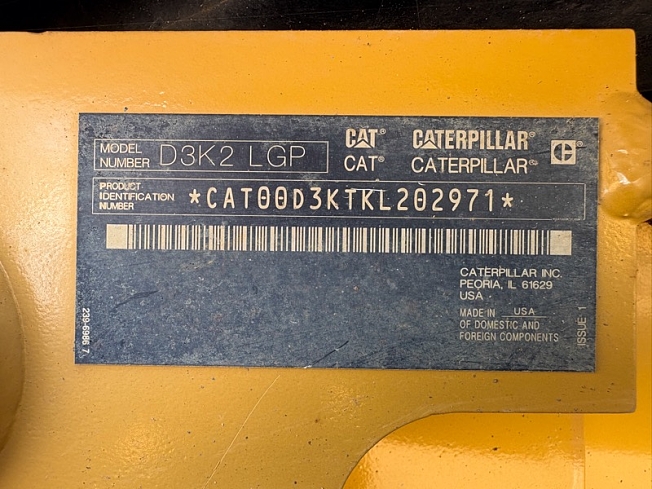 MODEL NUMBER D3K2 LGP
CAT® CATERPILLAR®
CAT® CATERPILLAR®
PRODUCT
IDENTIFICATION
NUMBER
*CAT00D3KTKL202971*
CATERPILLAR INC.
PEORIA, IL 61629
USA
MADE IN USA
OF DOMESTIC AND
FOREIGN COMPONENTS
239-6986 7
ISSUE 1